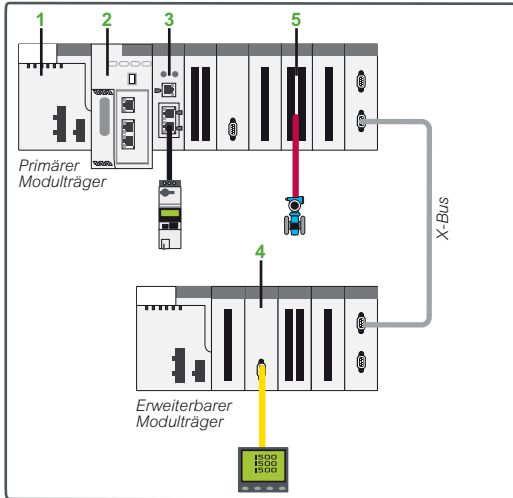 1 2 3 5
Primärer
Modulträger
X-Bus
4
Erweiterbarer
Modulträger
1500
1500
1500